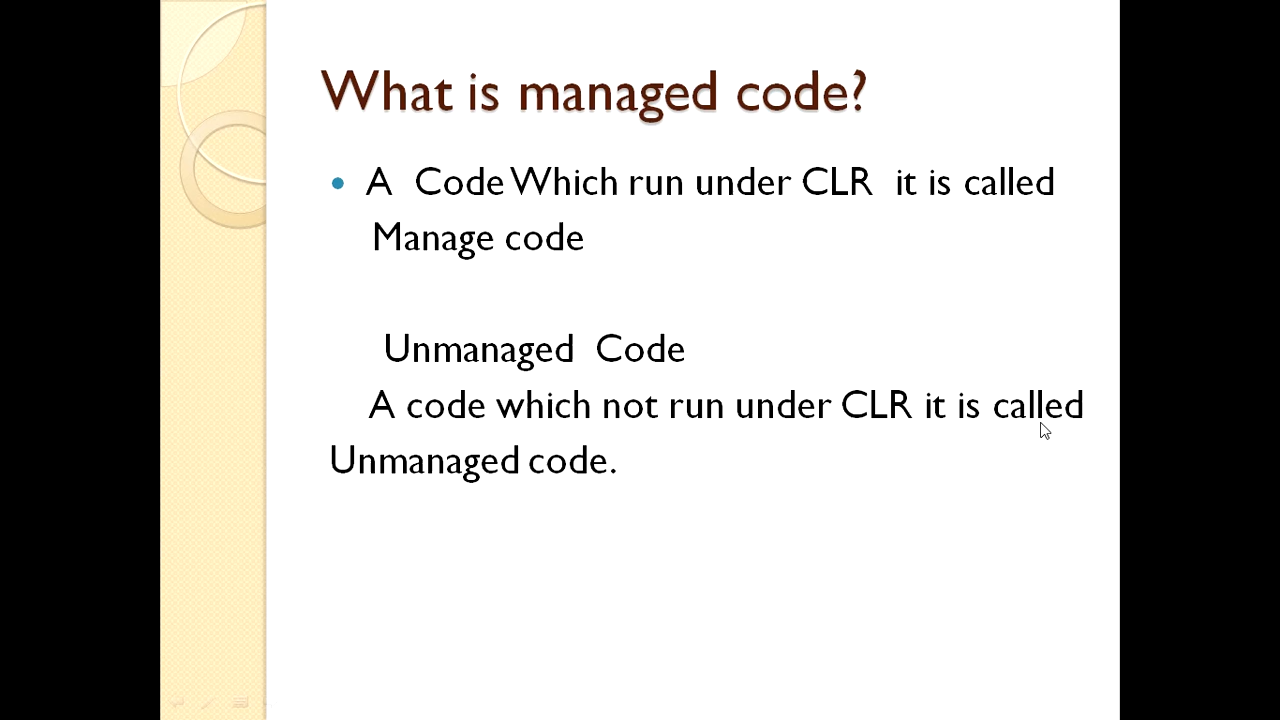 What is managed code?
A Code Which run under CLR it is called
Manage code
Unmanaged Code
A code which not run under CLR it is called
Unmanaged code.